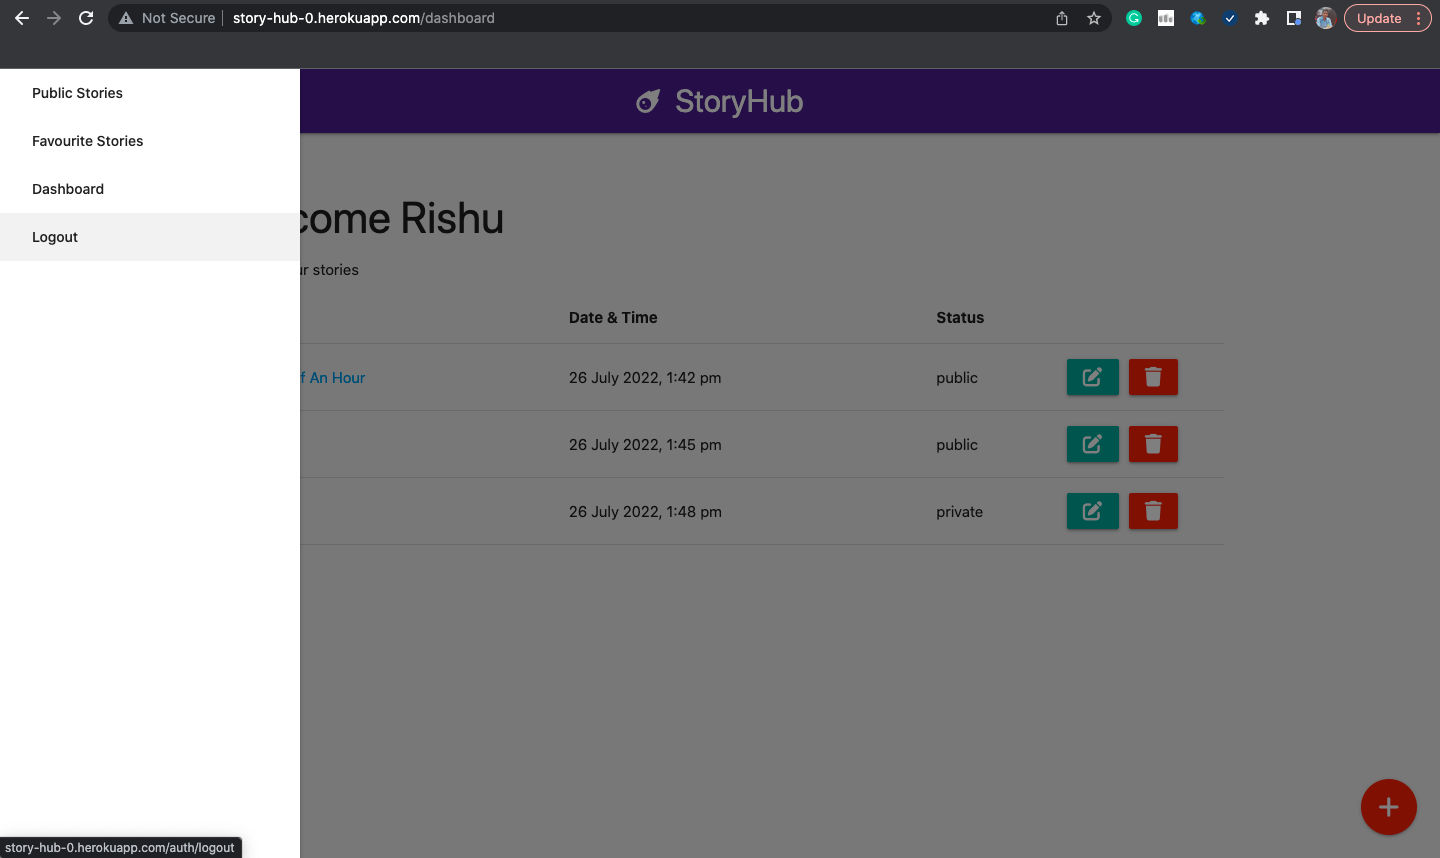 Not Secure story-hub-0.herokuapp.com/dashboard
Update
Public Stories
Favourite Stories
Dashboard
Logout
StoryHub
come Rishu
ur stories
Date & Time Status
f An Hour 26 July 2022, 1:42 pm public
26 July 2022, 1:45 pm public
26 July 2022, 1:48 pm private
story-hub-0.herokuapp.com/auth/logout